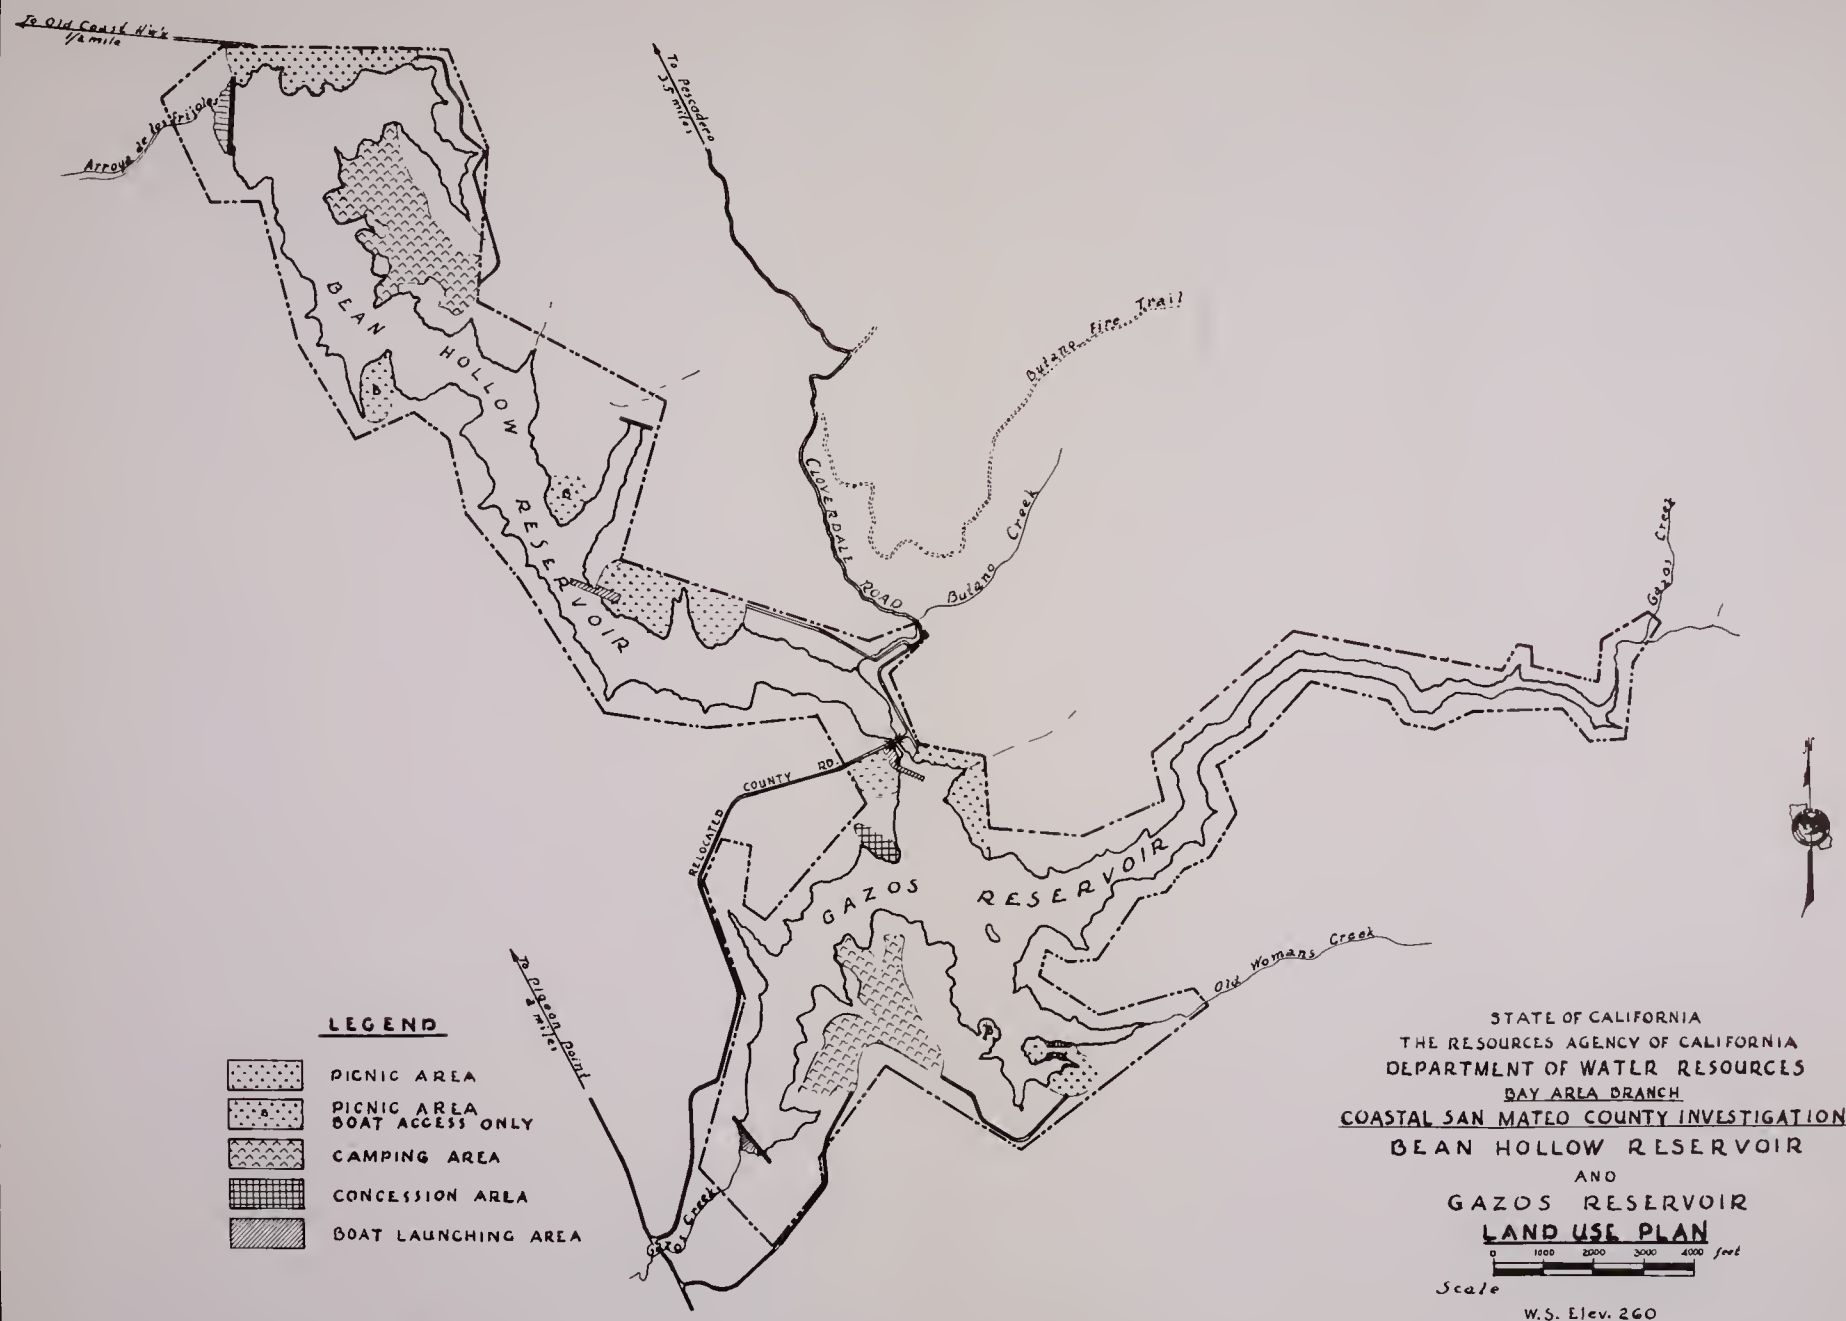 To Old Coast Hw'y
1/2 mile
Arroyo de los Frijoles
To Pescadero
3.5 miles
BEAN HOLLOW RESERVOIR
B
B
CLOVERDALE ROAD
Butano Fire Trail
Butano Creek
Gazos Creek
RELOCATED COUNTY RD.
GAZOS RESERVOIR
B
Old Womans Creek
To Pigeon Point
2 miles
Gazos Creek
N
LEGEND
PICNIC AREA
B
PICNIC AREA
BOAT ACCESS ONLY
CAMPING AREA
CONCESSION AREA
BOAT LAUNCHING AREA
STATE OF CALIFORNIA
THE RESOURCES AGENCY OF CALIFORNIA
DEPARTMENT OF WATER RESOURCES
BAY AREA BRANCH
COASTAL SAN MATEO COUNTY INVESTIGATION
BEAN HOLLOW RESERVOIR
AND
GAZOS RESERVOIR
LAND USE PLAN
0 1000 2000 3000 4000 feet
Scale
W.S. Elev. 260